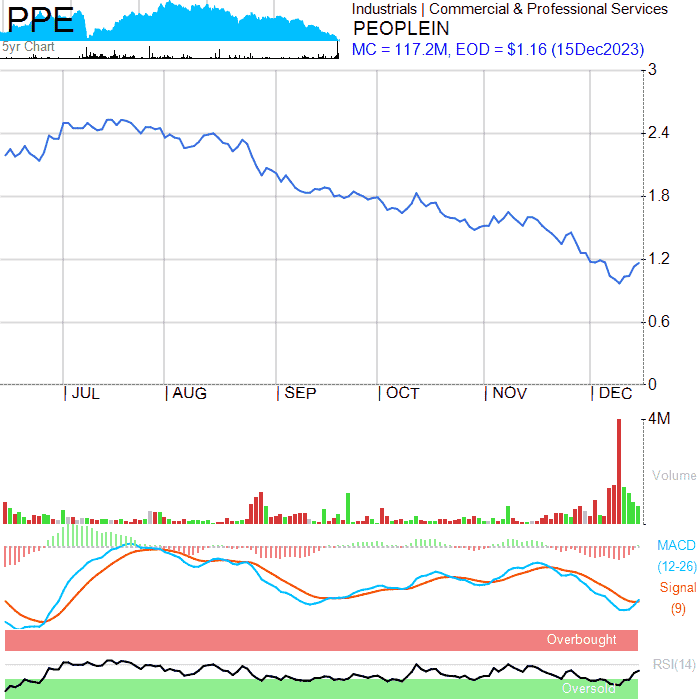 PPE
5yr Chart
Industrials | Commercial & Professional Services
PEOPLEIN
MC = 117.2M, EOD = $1.16 (15Dec2023)
3
2.4
1.8
1.2
0.6
0
JUL AUG SEP OCT NOV DEC
4M
Volume
MACD
(12-26)
Signal
(9)
Overbought
RSI(14)
Oversold